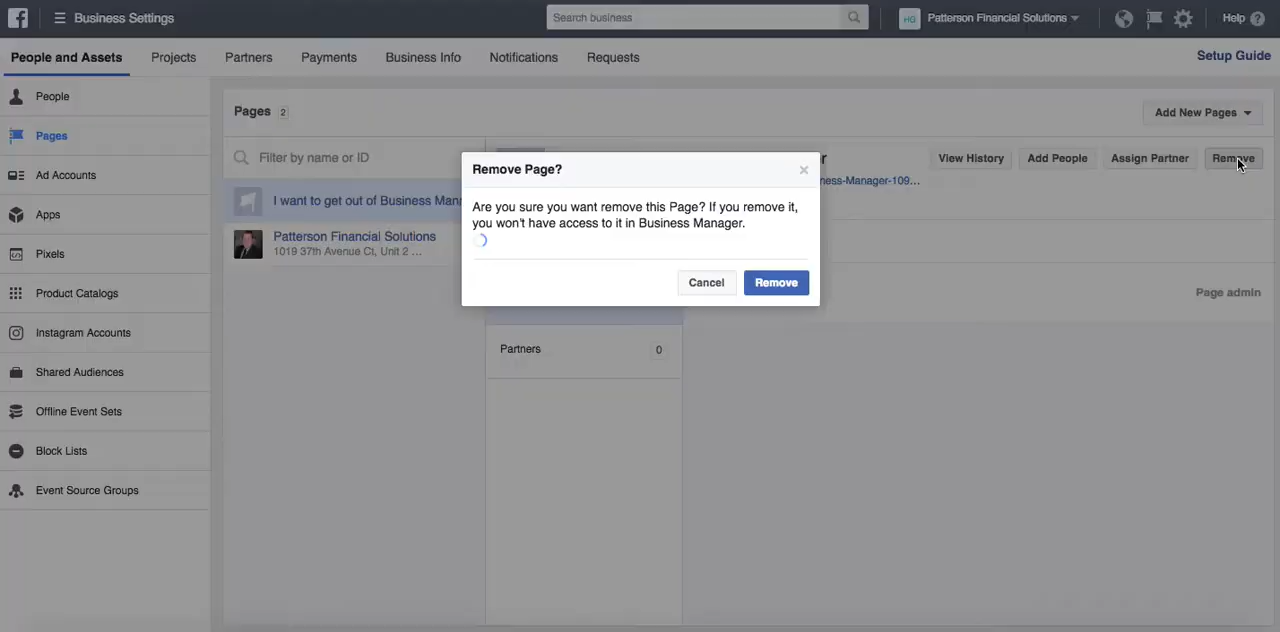 Business Settings
Search business
HG
Patterson Financial Solutions
Help
People and Assets
Projects
Partners
Payments
Business Info
Notifications
Requests
Setup Guide
People
Pages
Ad Accounts
Apps
Pixels
Product Catalogs
Instagram Accounts
Shared Audiences
Offline Event Sets
Block Lists
Event Source Groups
Pages 2
Add New Pages
Filter by name or ID
I want to get out of Business Mana
Patterson Financial Solutions
1019 37th Avenue Ct, Unit 2 ...
View History
Add People
Assign Partner
Remove
ness-Manager-109...
Page admin
Partners 0
Remove Page?
Are you sure you want remove this Page? If you remove it,
you won't have access to it in Business Manager.
Cancel
Remove